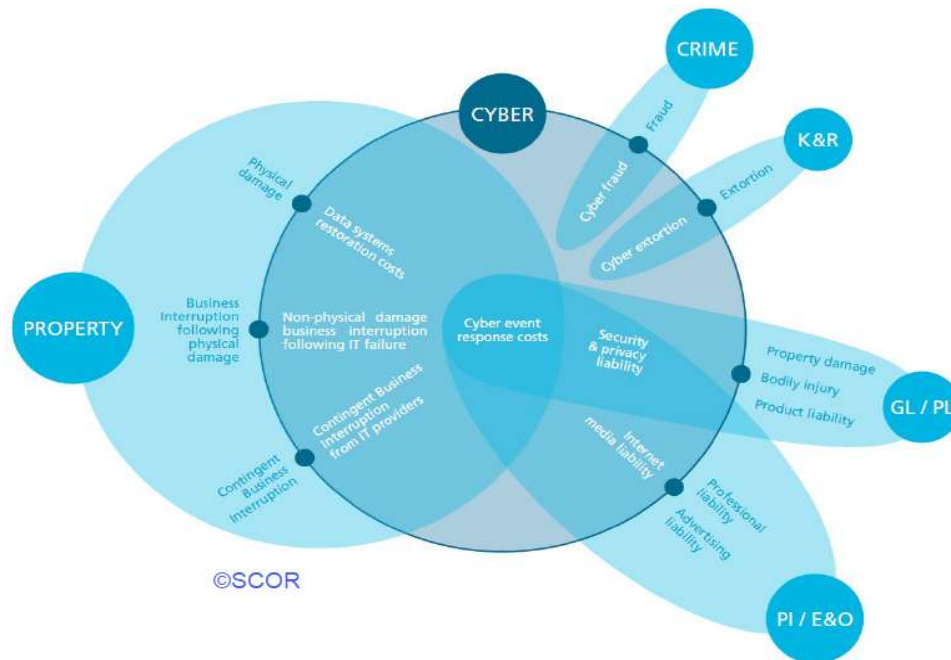 CRIME
CYBER
Fraud
K&R
Physical
damage
Cyber fraud
Extortion
Data systems
restoration costs
Cyber extortion
PROPERTY
Business
Interruption
following
physical
damage
Non-physical damage
business interruption
following IT failure
Cyber event
response costs
Security
& privacy
liability
Property damage
Bodily injury
Product liability
GL / PL
Contingent Business
Interruption
from IT providers
Internet
media liability
Contingent
Business
Interruption
Professional
liability
Advertising
liability
©SCOR
PI / E&O